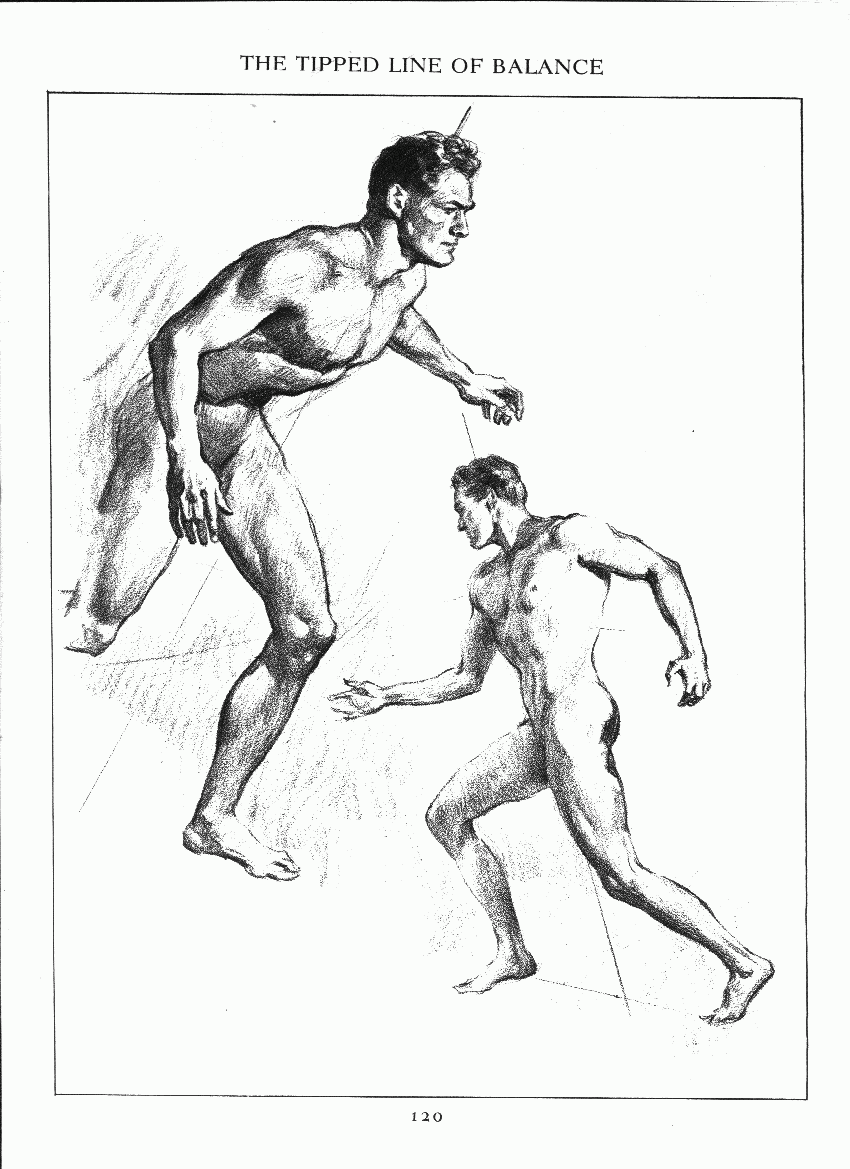 THE TIPPED LINE OF BALANCE
120